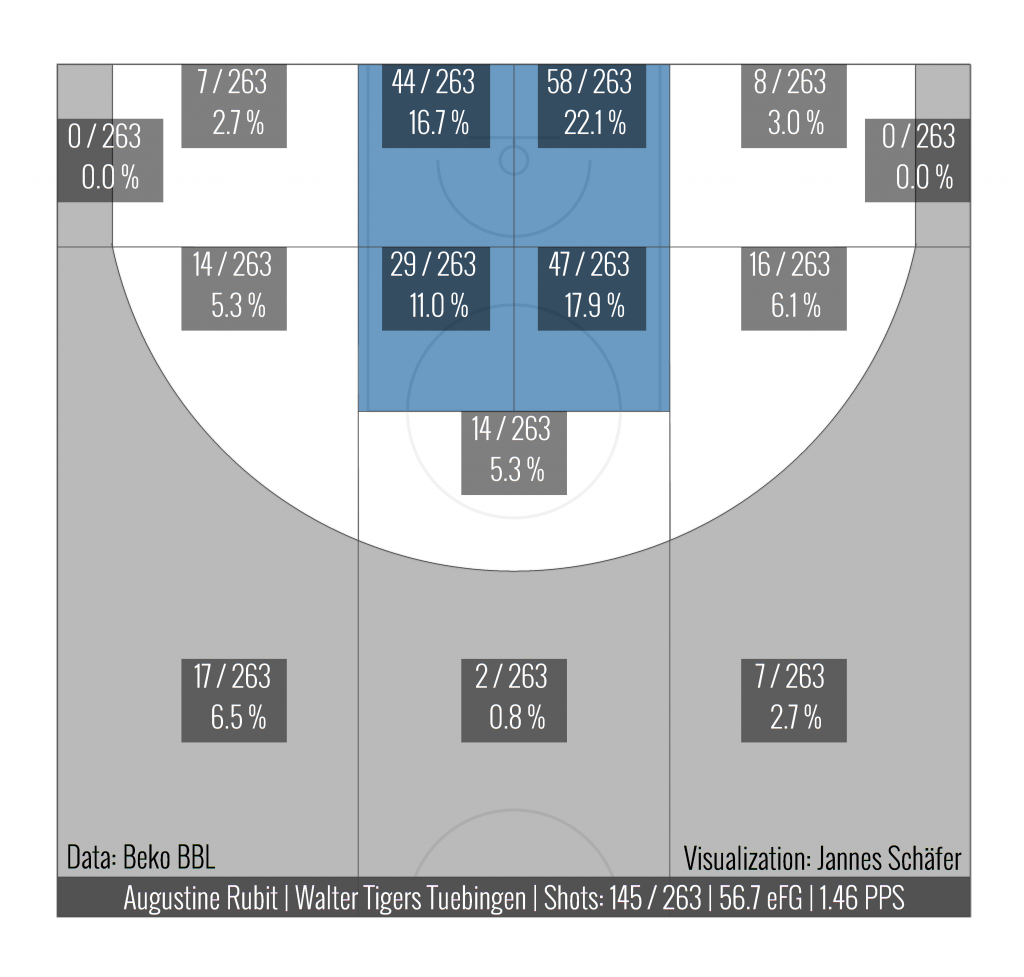 7 / 263
2.7 %
44 / 263
16.7 %
58 / 263
22.1 %
8 / 263
3.0 %
0 / 263
0.0 %
0 / 263
0.0 %
14 / 263
5.3 %
29 / 263
11.0 %
47 / 263
17.9 %
16 / 263
6.1 %
14 / 263
5.3 %
17 / 263
6.5 %
2 / 263
0.8 %
7 / 263
2.7 %
Data: Beko BBL
Visualization: Jannes Schäfer
Augustine Rubit | Walter Tigers Tuebingen | Shots: 145 / 263 | 56.7 eFG | 1.46 PPS